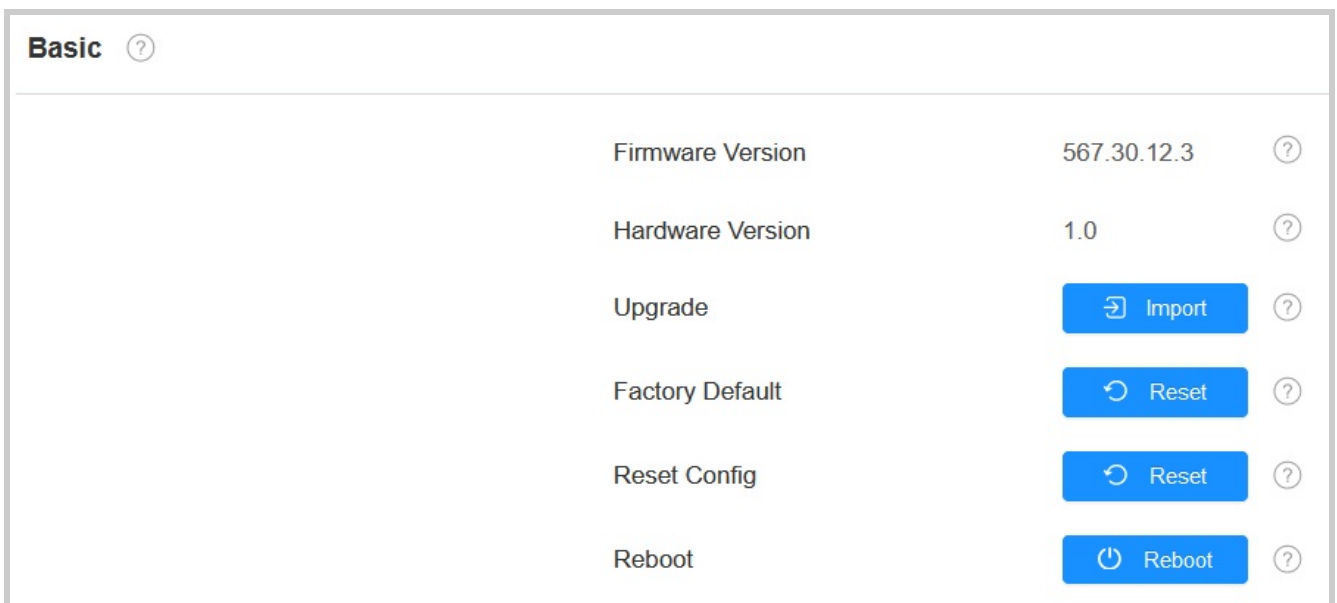 Basic ?
Firmware Version 567.30.12.3 ?
Hardware Version 1.0 ?
Upgrade Import ?
Factory Default Reset ?
Reset Config Reset ?
Reboot Reboot ?